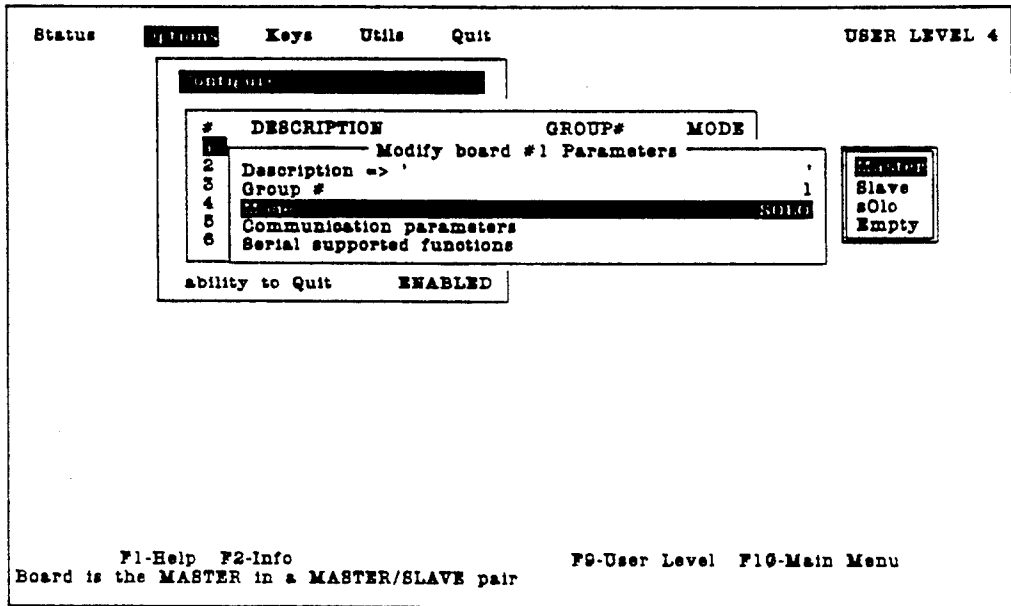 Status Options Keys Utils Quit USER LEVEL 4
Configure
# DESCRIPTION GROUP# MODE
1 Modify board #1 Parameters
2 Description => ' '
3 Group # 1
4 Mode SOLO
5 Communication parameters
6 Serial supported functions
Master
Slave
sOlo
Empty
ability to Quit ENABLED
F1-Help F2-Info F9-User Level F10-Main Menu
Board is the MASTER in a MASTER/SLAVE pair